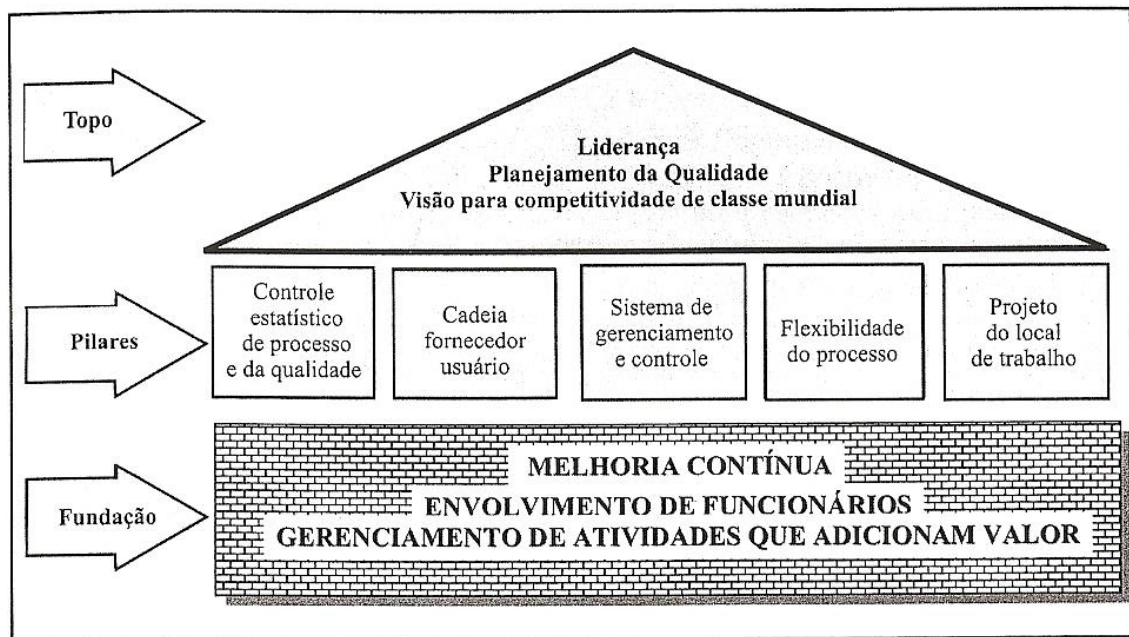 Topo
Liderança
Planejamento da Qualidade
Visão para competitividade de classe mundial
Pilares
Controle
estatístico
de processo
e da qualidade
Cadeia
fornecedor
usuário
Sistema de
gerenciamento
e controle
Flexibilidade
do processo
Projeto
do local
de trabalho
Fundação
MELHORIA CONTÍNUA
ENVOLVIMENTO DE FUNCIONÁRIOS
GERENCIAMENTO DE ATIVIDADES QUE ADICIONAM VALOR